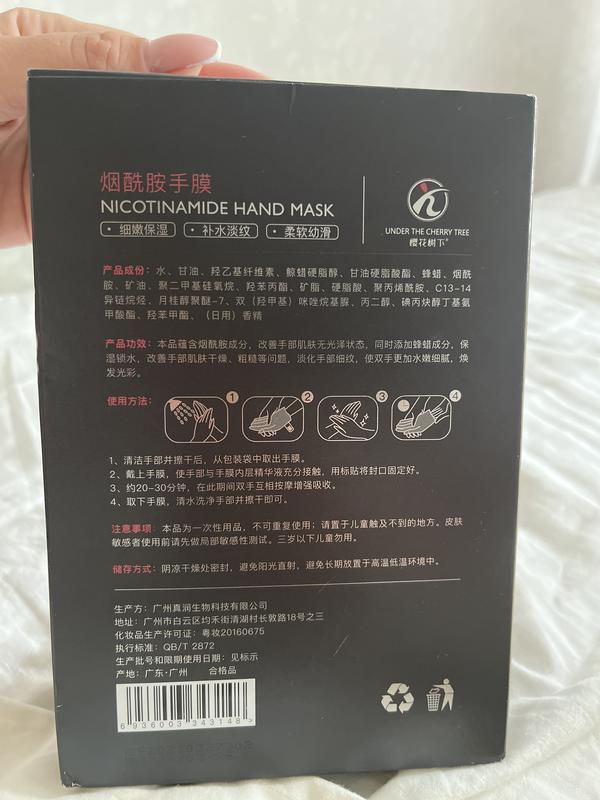 烟酰胺手膜
NICOTINAMIDE HAND MASK
• 细嫩保湿 • 补水淡纹 • 柔软幼滑
UNDER THE CHERRY TREE
樱花树下®
产品成份：水、甘油、羟乙基纤维素、鲸蜡硬脂醇、甘油硬脂酸酯、蜂蜡、烟酰
胺、矿油、聚二甲基硅氧烷、羟苯丙酯、矿脂、硬脂酸、聚丙烯酰胺、C13-14
异链烷烃、月桂醇聚醚-7、双（羟甲基）咪唑烷基脲、丙二醇、碘丙炔醇丁基氨
甲酸酯、羟苯甲酯、（日用）香精
产品功效：本品蕴含烟酰胺成分，改善手部肌肤无光泽状态，同时添加蜂蜡成分，保
湿锁水，改善手部肌肤干燥、粗糙等问题，淡化手部细纹，使双手更加水嫩细腻，焕
发光彩。
使用方法：
1 2 3 4
1、清洁手部并擦干后，从包装袋中取出手膜。
2、戴上手膜，使手部与手膜内层精华液充分接触，用标贴将封口固定好。
3、约20-30分钟，在此期间双手互相按摩增强吸收。
4、取下手膜，清水洗净手部并擦干即可。
注意事项：本品为一次性用品，不可重复使用；请置于儿童触及不到的地方。皮肤
敏感者使用前请先做局部敏感性测试。三岁以下儿童勿用。
储存方式：阴凉干燥处密封，避免阳光直射，避免长期放置于高温低温环境中。
生产方：广州真润生物科技有限公司
地址：广州市白云区均禾街清湖村长敦路18号之三
化妆品生产许可证：粤妆20160675
执行标准：QB/T 2872
生产批号和限期使用日期：见标示
产地：广东·广州 合格品
6 936003 343148 >